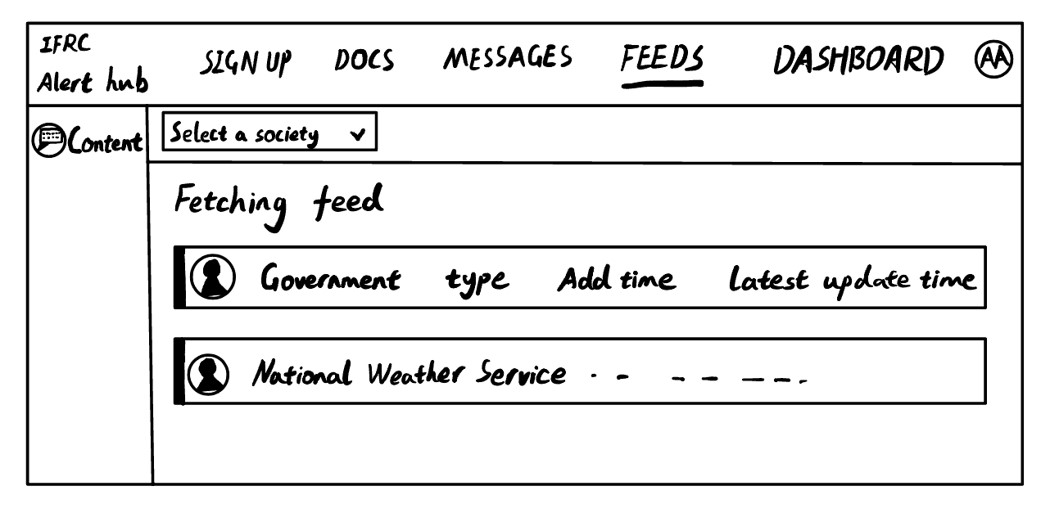 IFRC
Alert hub
SIGN UP DOCS MESSAGES FEEDS DASHBOARD AA
Content
Select a society
Fetching feed
Government type Add time Latest update time
National Weather Service